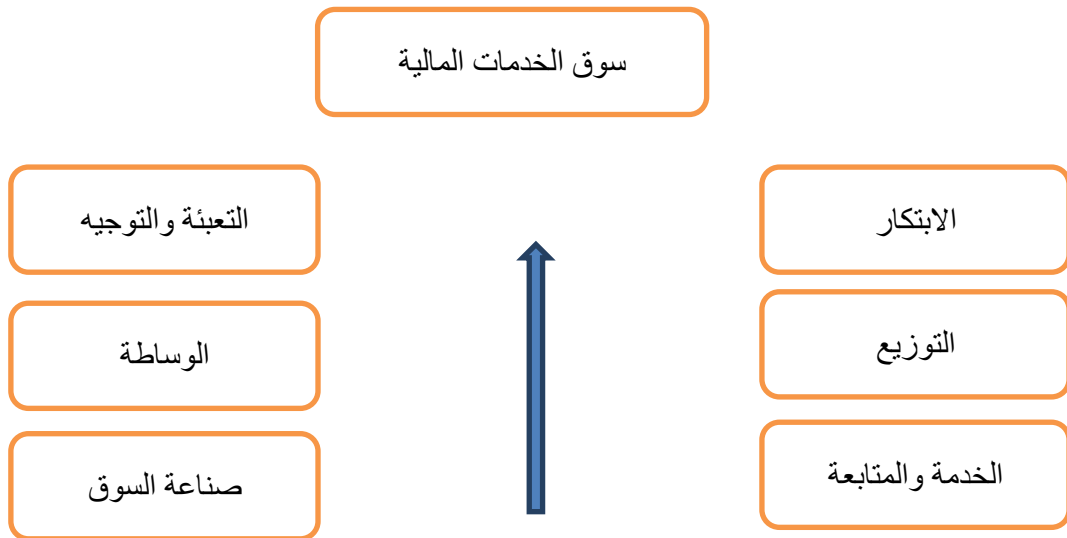 سوق الخدمات المالية
الابتكار
التعبئة والتوجيه
التوزيع
الوساطة
الخدمة والمتابعة
صناعة السوق